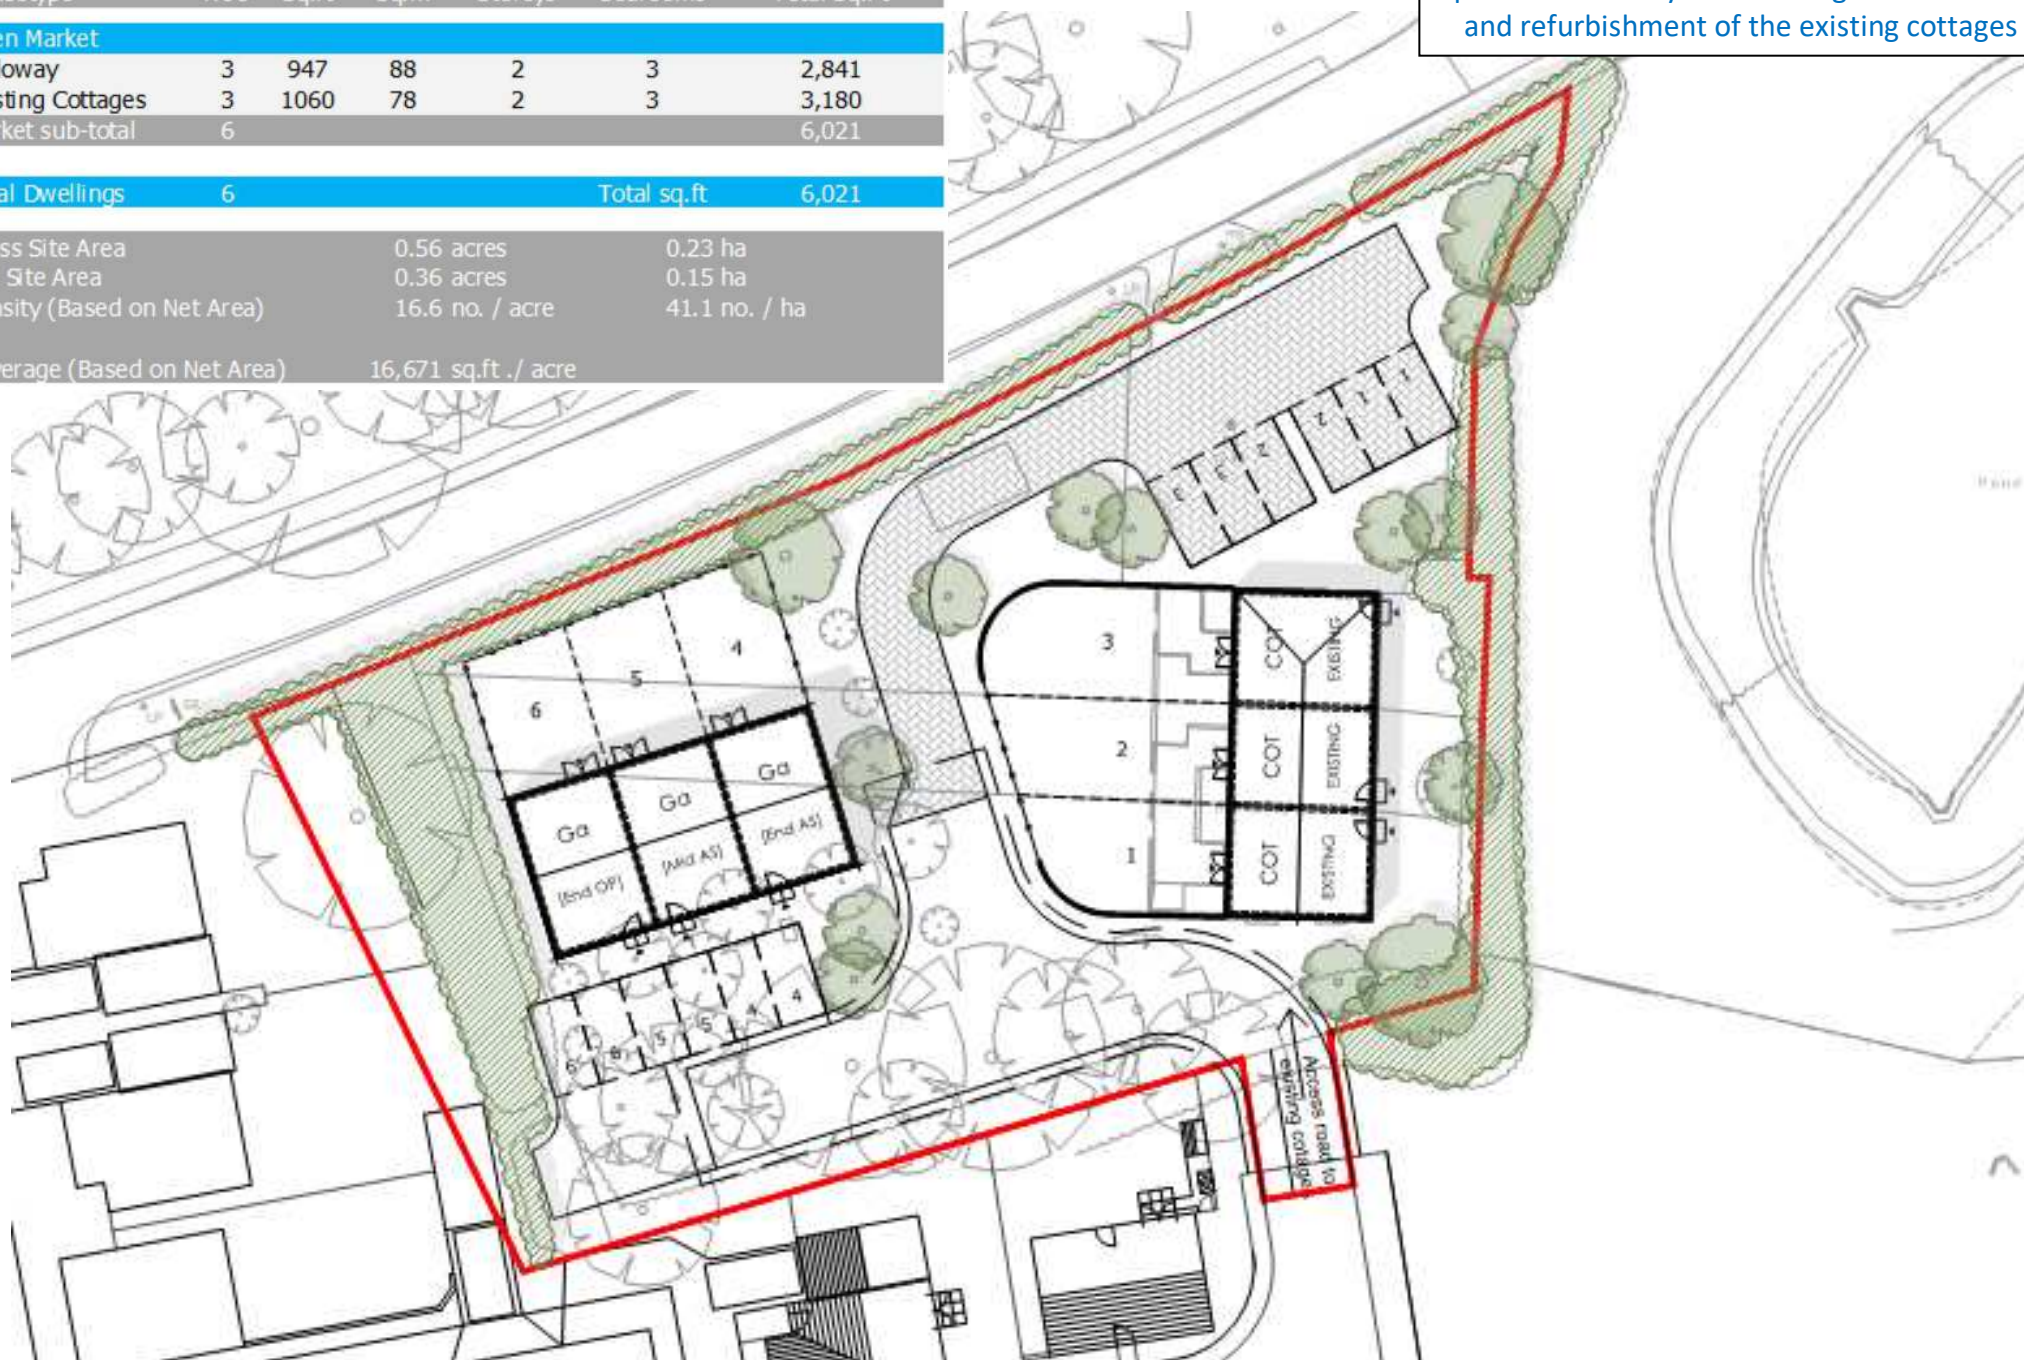 and refurbishment of the existing cottages
en Market
loway 3 947 88 2 3 2,841
sting Cottages 3 1060 78 2 3 3,180
ket sub-total 6 6,021
al Dwellings 6 Total sq.ft 6,021
ss Site Area 0.56 acres 0.23 ha
Site Area 0.36 acres 0.15 ha
sity (Based on Net Area) 16.6 no. / acre 41.1 no. / ha
erage (Based on Net Area) 16,671 sq.ft ./ acre
1
1
2
2
3
3
6
5
4
Ga
Ga
Ga
[End OP]
[Mid AS]
[End AS]
6
6
5
5
4
4
3
2
1
COT
EXISTING
COT
EXISTING
COT
EXISTING
Access road to
existing cottages